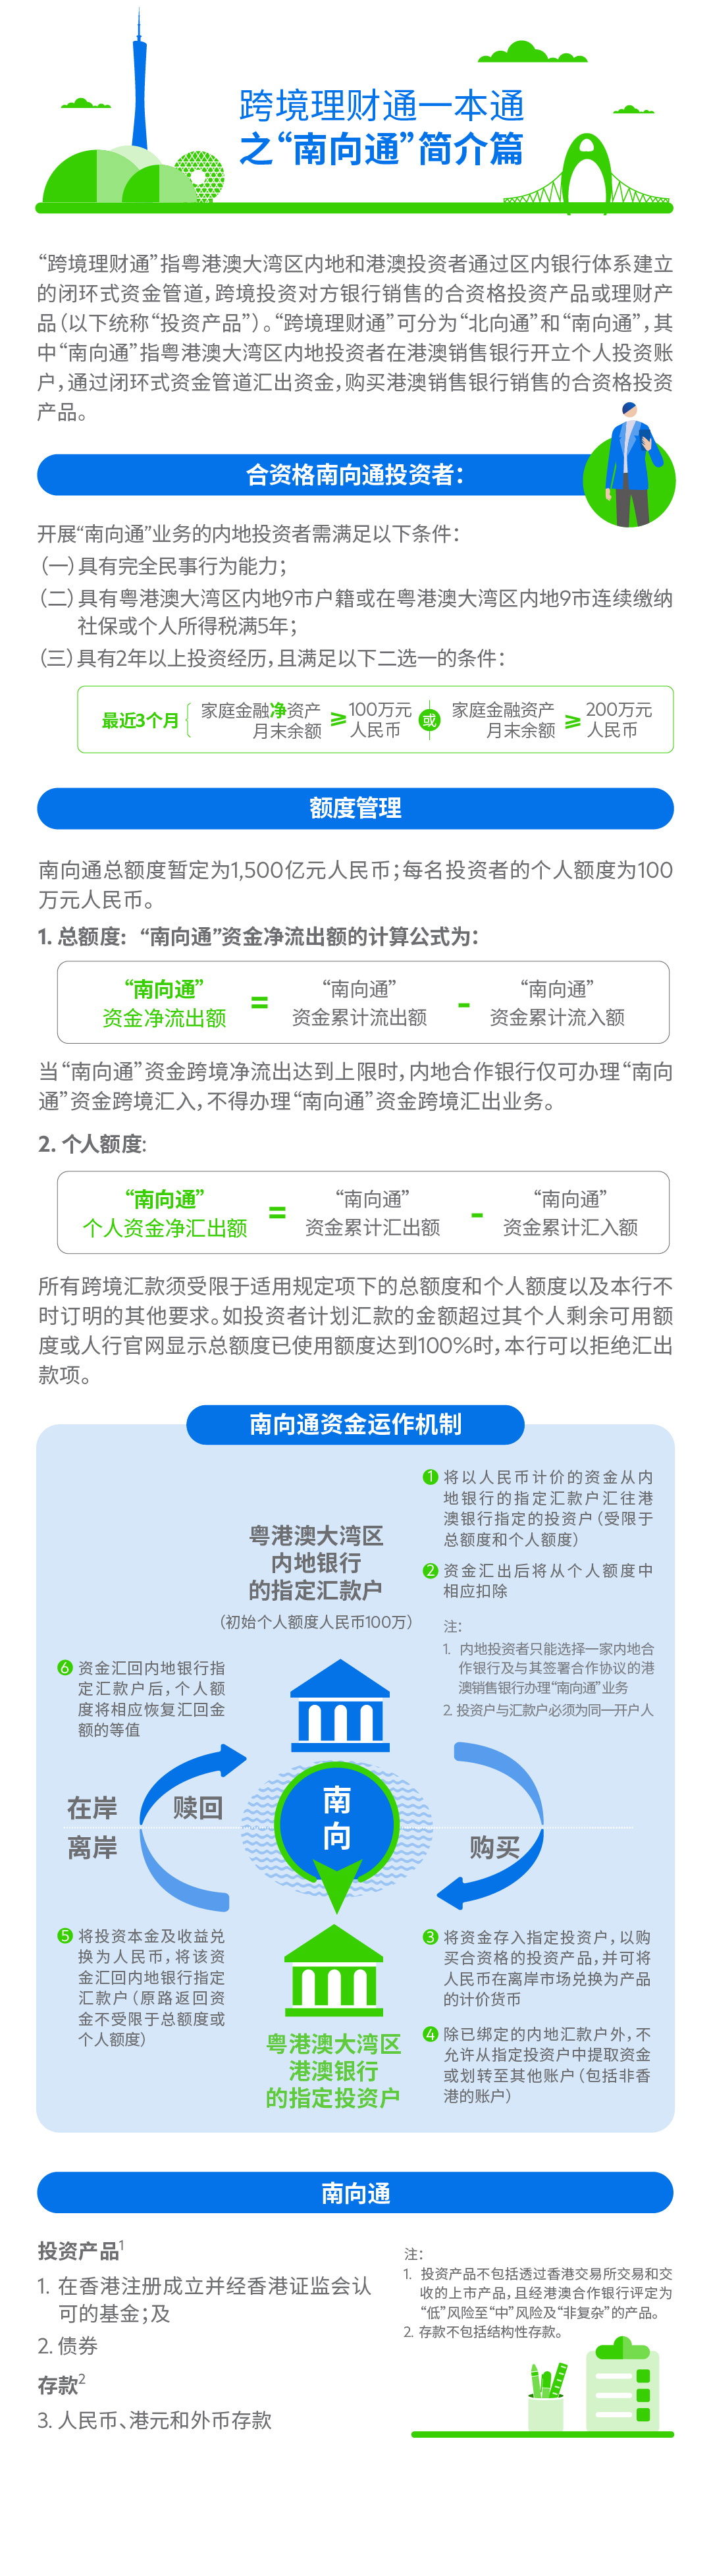 跨境理财通一本通
之“南向通”简介篇
“跨境理财通”指粤港澳大湾区内地和港澳投资者通过区内银行体系建立
的闭环式资金管道，跨境投资对方银行销售的合资格投资产品或理财产
品（以下统称“投资产品”）。“跨境理财通”可分为“北向通”和“南向通”，其
中“南向通”指粤港澳大湾区内地投资者在港澳销售银行开立个人投资账
户，通过闭环式资金管道汇出资金，购买港澳销售银行销售的合资格投资
产品。
合资格南向通投资者：
开展“南向通”业务的内地投资者需满足以下条件：
（一）具有完全民事行为能力；
（二）具有粤港澳大湾区内地9市户籍或在粤港澳大湾区内地9市连续缴纳
社保或个人所得税满5年；
（三）具有2年以上投资经历，且满足以下二选一的条件：
最近3个月 家庭金融净资产 月末余额 ≥ 100万元 人民币 或 家庭金融资产 月末余额 ≥ 200万元 人民币
额度管理
南向通总额度暂定为1,500亿元人民币；每名投资者的个人额度为100
万元人民币。
1. 总额度：“南向通”资金净流出额的计算公式为：
“南向通” “南向通” “南向通”
资金净流出额 = 资金累计流出额 - 资金累计流入额
当“南向通”资金跨境净流出达到上限时，内地合作银行仅可办理“南向
通”资金跨境汇入，不得办理“南向通”资金跨境汇出业务。
2. 个人额度:
“南向通” “南向通” “南向通”
个人资金净汇出额 = 资金累计汇出额 - 资金累计汇入额
所有跨境汇款须受限于适用规定项下的总额度和个人额度以及本行不
时订明的其他要求。如投资者计划汇款的金额超过其个人剩余可用额
度或人行官网显示总额度已使用额度达到100%时，本行可以拒绝汇出
款项。
南向通资金运作机制
1 将以人民币计价的资金从内
地银行的指定汇款户汇往港
澳银行指定的投资户（受限于
总额度和个人额度）
2 资金汇出后将从个人额度中
相应扣除
注：
1. 内地投资者只能选择一家内地合
作银行及与其签署合作协议的港
澳销售银行办理“南向通”业务
2. 投资户与汇款户必须为同一开户人
粤港澳大湾区
内地银行
的指定汇款户
（初始个人额度人民币100万）
6 资金汇回内地银行指
定汇款户后，个人额
度将相应恢复汇回金
额的等值
在岸
离岸
赎回
南
向
购买
5 将投资本金及收益兑
换为人民币，将该资
金汇回内地银行指定
汇款户（原路返回资
金不受限于总额度或
个人额度）
3 将资金存入指定投资户，以购
买合资格的投资产品，并可将
人民币在离岸市场兑换为产品
的计价货币
4 除已绑定的内地汇款户外，不
允许从指定投资户中提取资金
或划转至其他账户（包括非香
港的账户）
粤港澳大湾区
港澳银行
的指定投资户
南向通
投资产品1
1. 在香港注册成立并经香港证监会认
可的基金；及
2. 债券
存款2
3. 人民币、港元和外币存款
注：
1. 投资产品不包括透过香港交易所交易和交
收的上市产品，且经港澳合作银行评定为
“低”风险至“中”风险及“非复杂”的产品。
2. 存款不包括结构性存款。